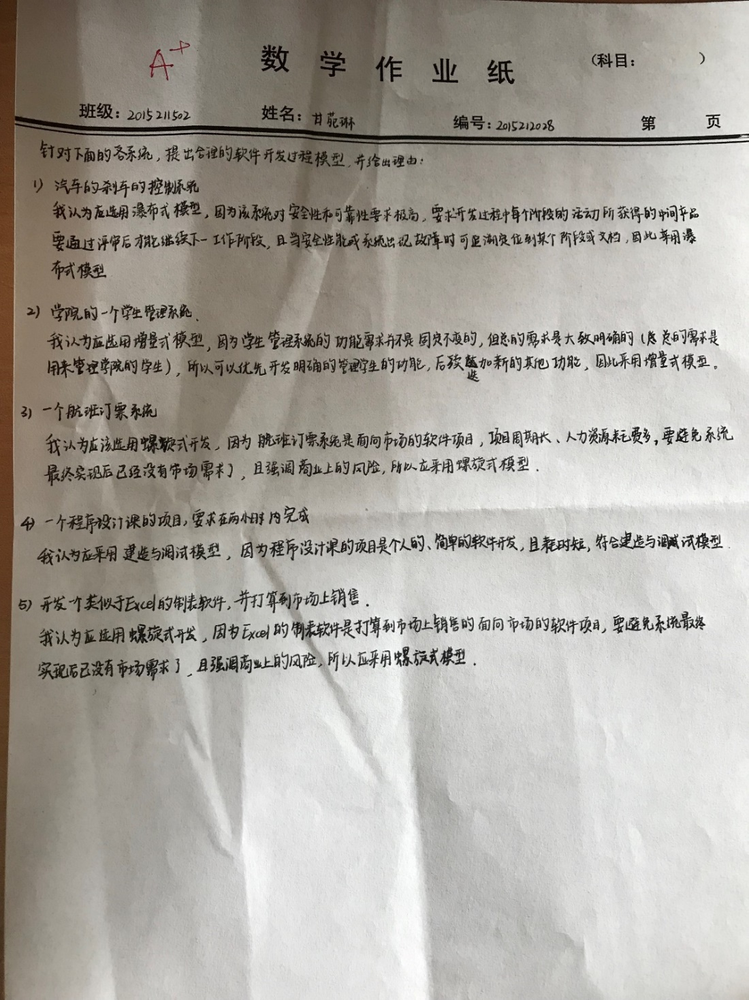 A+
数学作业纸 (科目: )
班级: 2015211502 姓名: 甘苑琳 编号: 2015212028 第 页
针对下面的各系统,提出合理的软件开发过程模型,并给出理由:
1) 汽车的刹车的控制系统
我认为应选用瀑布式模型,因为该系统对安全性和可靠性要求极高,要求开发过程中每个阶段的活动所获得的中间产品
要通过评审后才能继续下一工作阶段,且当安全性能或系统出现故障时可追溯定位到某个阶段或文档,因此采用瀑
布式模型
2) 学院的一个学生管理系统.
我认为应选用增量式模型,因为学生管理系统的功能需求并不是固定不变的,但总的需求是大致明确的(总的需求是
用来管理学院的学生),所以可以优先开发明确的管理学生的功能,后续迭加新的其他功能,因此采用增量式模型。
3) 一个航班订票系统
我认为应该选用螺旋式开发,因为航班订票系统是面向市场的软件项目,项目周期长、人力资源耗费多,要避免系统
最终实现后已经没有市场需求了,且强调商业上的风险,所以应采用螺旋式模型.
4) 一个程序设计课的项目,要求在两小时内完成
我认为应采用建造与调试模型,因为程序设计课的项目是个人的、简单的软件开发,且耗时短,符合建造与调试模型.
5) 开发一个类似于Excel的制表软件,并打算到市场上销售.
我认为应选用螺旋式开发,因为Excel的制表软件是打算到市场上销售的面向市场的软件项目,要避免系统最终
实现后已没有市场需求了,且强调商业上的风险,所以应采用螺旋式模型.